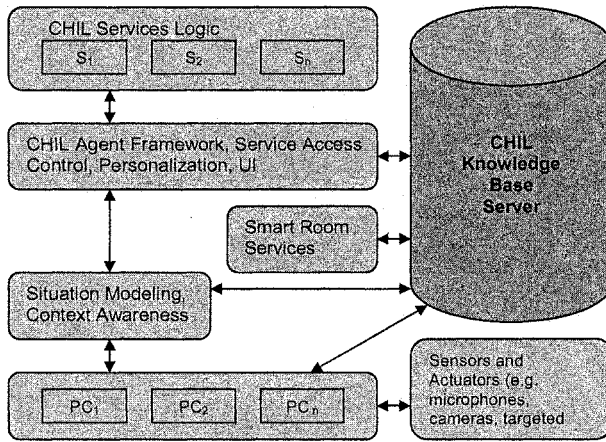 CHIL Services Logic
S1
S2
Sn
CHIL Agent Framework, Service Access
Control, Personalization, UI
CHIL
Knowledge
Base
Server
Smart Room
Services
Situation Modeling,
Context Awareness
PC1
PC2
PCn
Sensors and
Actuators (e.g.
microphones,
cameras, targeted